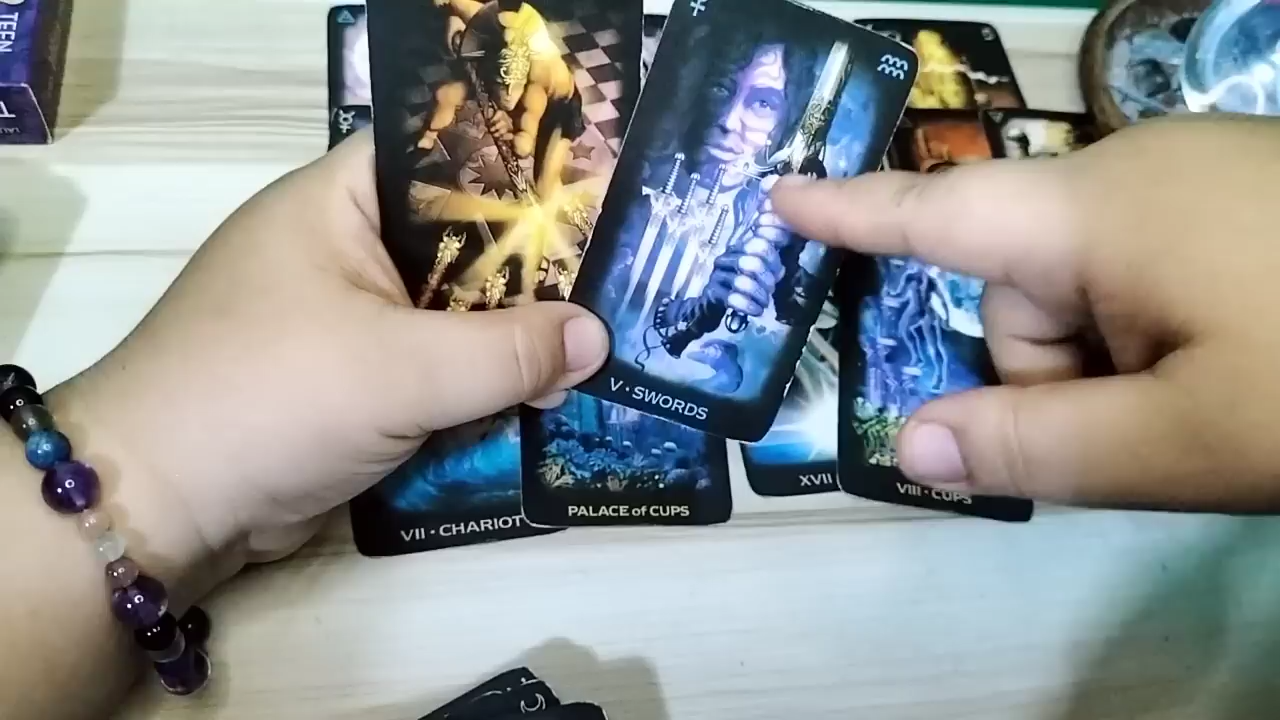 TEEN
V · SWORDS
XVII
VIII · CUPS
PALACE of CUPS
VII · CHARIOT